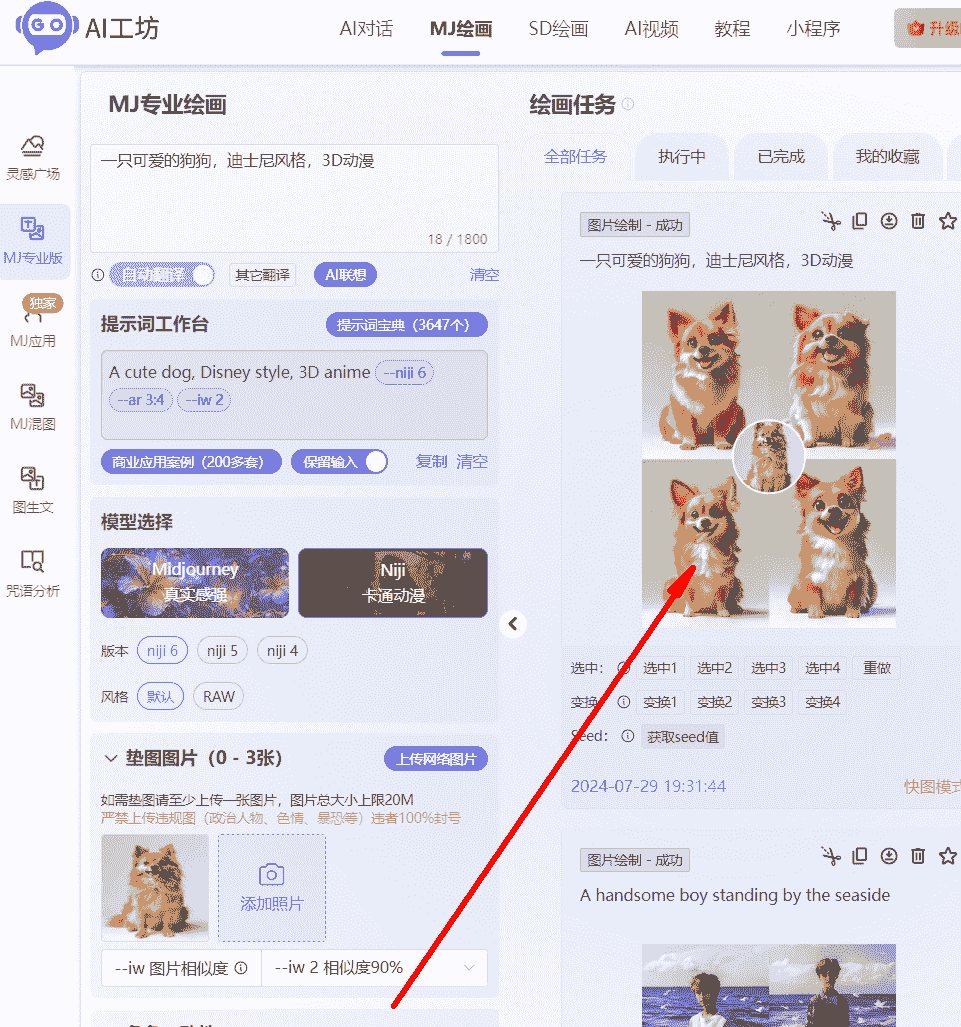 GO AI工坊
AI对话 MJ绘画 SD绘画 AI视频 教程 小程序 升级
灵感广场
MJ专业版
独家
MJ应用
MJ混图
图生文
咒语分析
MJ专业绘画
一只可爱的狗狗，迪士尼风格，3D动漫
18 / 1800
自动翻译 其它翻译 AI联想 清空
提示词工作台 提示词宝典（3647个）
A cute dog, Disney style, 3D anime --niji 6
--ar 3:4 --iw 2
商业应用案例（200多套） 保留输入 复制 清空
模型选择
Midjourney
真实感强
Niji
卡通动漫
版本 niji 6 niji 5 niji 4
风格 默认 RAW
垫图图片（0 - 3张） 上传网络图片
如需垫图请至少上传一张图片，图片总大小上限20M
严禁上传违规图（政治人物、色情、暴恐等）违者100%封号
添加照片
--iw 图片相似度 --iw 2 相似度90%
绘画任务
全部任务 执行中 已完成 我的收藏
图片绘制 - 成功
一只可爱的狗狗，迪士尼风格，3D动漫
选中： 选中1 选中2 选中3 选中4 重做
变换 变换1 变换2 变换3 变换4
Seed： 获取seed值
2024-07-29 19:31:44 快图模式
图片绘制 - 成功
A handsome boy standing by the seaside